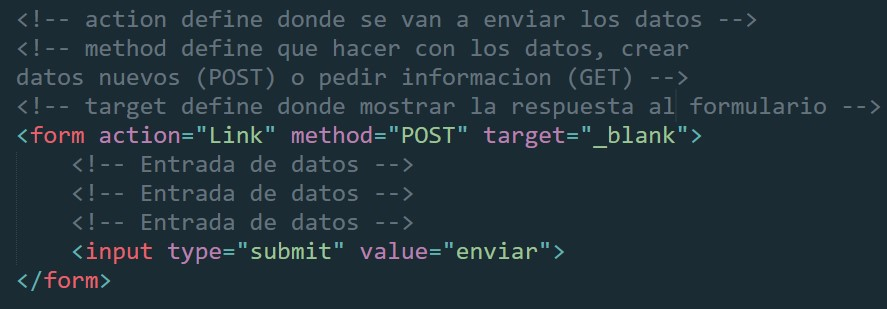 <!-- action define donde se van a enviar los datos -->
<!-- method define que hacer con los datos, crear
datos nuevos (POST) o pedir informacion (GET) -->
<!-- target define donde mostrar la respuesta al formulario -->
<form action="Link" method="POST" target="_blank">
    <!-- Entrada de datos -->
    <!-- Entrada de datos -->
    <!-- Entrada de datos -->
    <input type="submit" value="enviar">
</form>